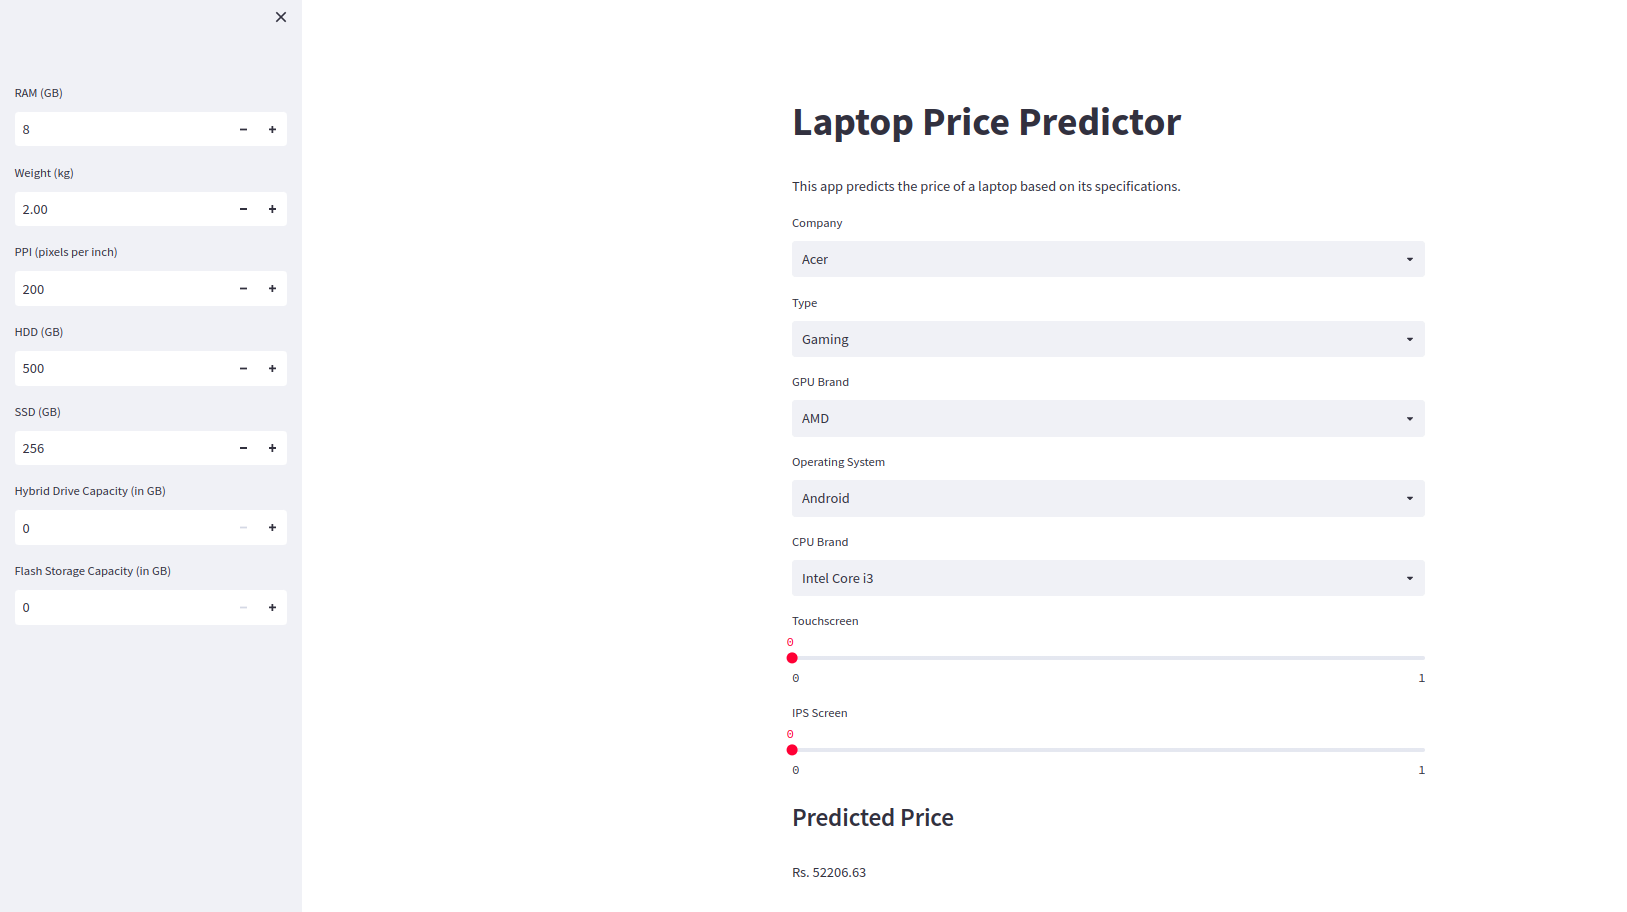 RAM (GB)
8
Weight (kg)
2.00
PPI (pixels per inch)
200
HDD (GB)
500
SSD (GB)
256
Hybrid Drive Capacity (in GB)
0
Flash Storage Capacity (in GB)
0
Laptop Price Predictor
This app predicts the price of a laptop based on its specifications.
Company
Acer
Type
Gaming
GPU Brand
AMD
Operating System
Android
CPU Brand
Intel Core i3
Touchscreen
0
0 1
IPS Screen
0
0 1
Predicted Price
Rs. 52206.63